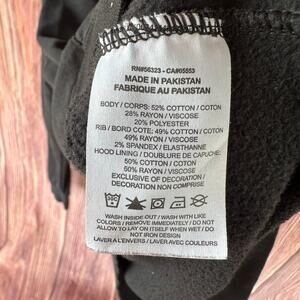 RN#56323 - CA#05553
MADE IN PAKISTAN
FABRIQUE AU PAKISTAN
BODY / CORPS: 52% COTTON / COTON
28% RAYON / VISCOSE
20% POLYESTER
RIB / BORD COTE: 49% COTTON / COTON
49% RAYON / VISCOSE
2% SPANDEX / ELASTHANNE
HOOD LINING / DOUBLURE DE CAPUCHE:
50% COTTON / COTON
50% RAYON / VISCOSE
EXCLUSIVE OF DECORATION /
DECORATION NON COMPRISE
WASH INSIDE OUT / WASH WITH LIKE
COLORS / REMOVE IMMEDIATELY / DO NOT
ALLOW TO LAY ON ITSELF WHEN WET / DO
NOT IRON DESIGN
LAVER A L'ENVERS / LAVER AVEC COULEURS